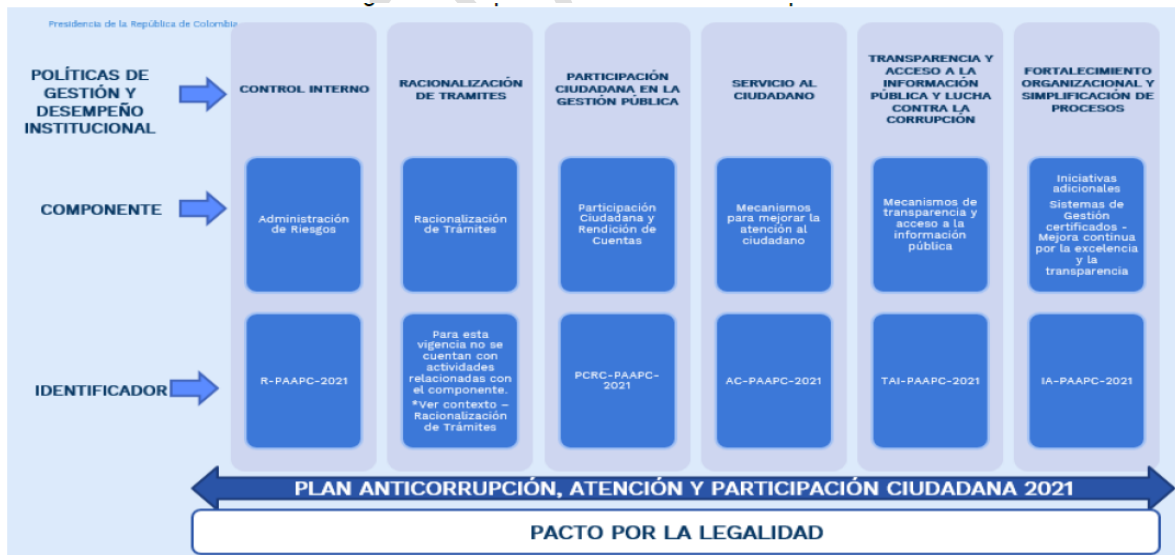 Presidencia de la República de Colombia
POLÍTICAS DE
GESTIÓN Y
DESEMPEÑO
INSTITUCIONAL
CONTROL INTERNO
RACIONALIZACIÓN
DE TRAMITES
PARTICIPACIÓN
CIUDADANA EN LA
GESTIÓN PÚBLICA
SERVICIO AL
CIUDADANO
TRANSPARENCIA Y
ACCESO A LA
INFORMACIÓN
PÚBLICA Y LUCHA
CONTRA LA
CORRUPCIÓN
FORTALECIMIENTO
ORGANIZACIONAL Y
SIMPLIFICACIÓN DE
PROCESOS
COMPONENTE
Administración
de Riesgos
Racionalización
de Trámites
Participación
Ciudadana y
Rendición de
Cuentas
Mecanismos
para mejorar la
atención al
ciudadano
Mecanismos de
transparencia y
acceso a la
información
pública
Iniciativas
adicionales
Sistemas de
Gestión
certificados -
Mejora continua
por la excelencia
y la
transparencia
IDENTIFICADOR
R-PAAPC-2021
Para esta
vigencia no se
cuentan con
actividades
relacionadas con
el componente.
*Ver contexto –
Racionalización
de Trámites
PCRC-PAAPC-
2021
AC-PAAPC-2021
TAI-PAAPC-2021
IA-PAAPC-2021
PLAN ANTICORRUPCIÓN, ATENCIÓN Y PARTICIPACIÓN CIUDADANA 2021
PACTO POR LA LEGALIDAD